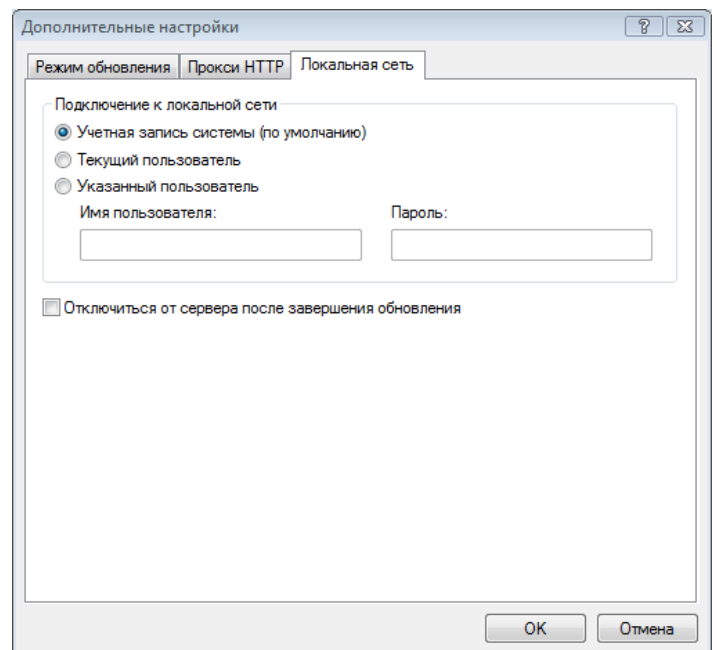 Дополнительные настройки
Режим обновления Прокси HTTP Локальная сеть
Подключение к локальной сети
Учетная запись системы (по умолчанию)
Текущий пользователь
Указанный пользователь
Имя пользователя: Пароль:
Отключиться от сервера после завершения обновления
OK Отмена